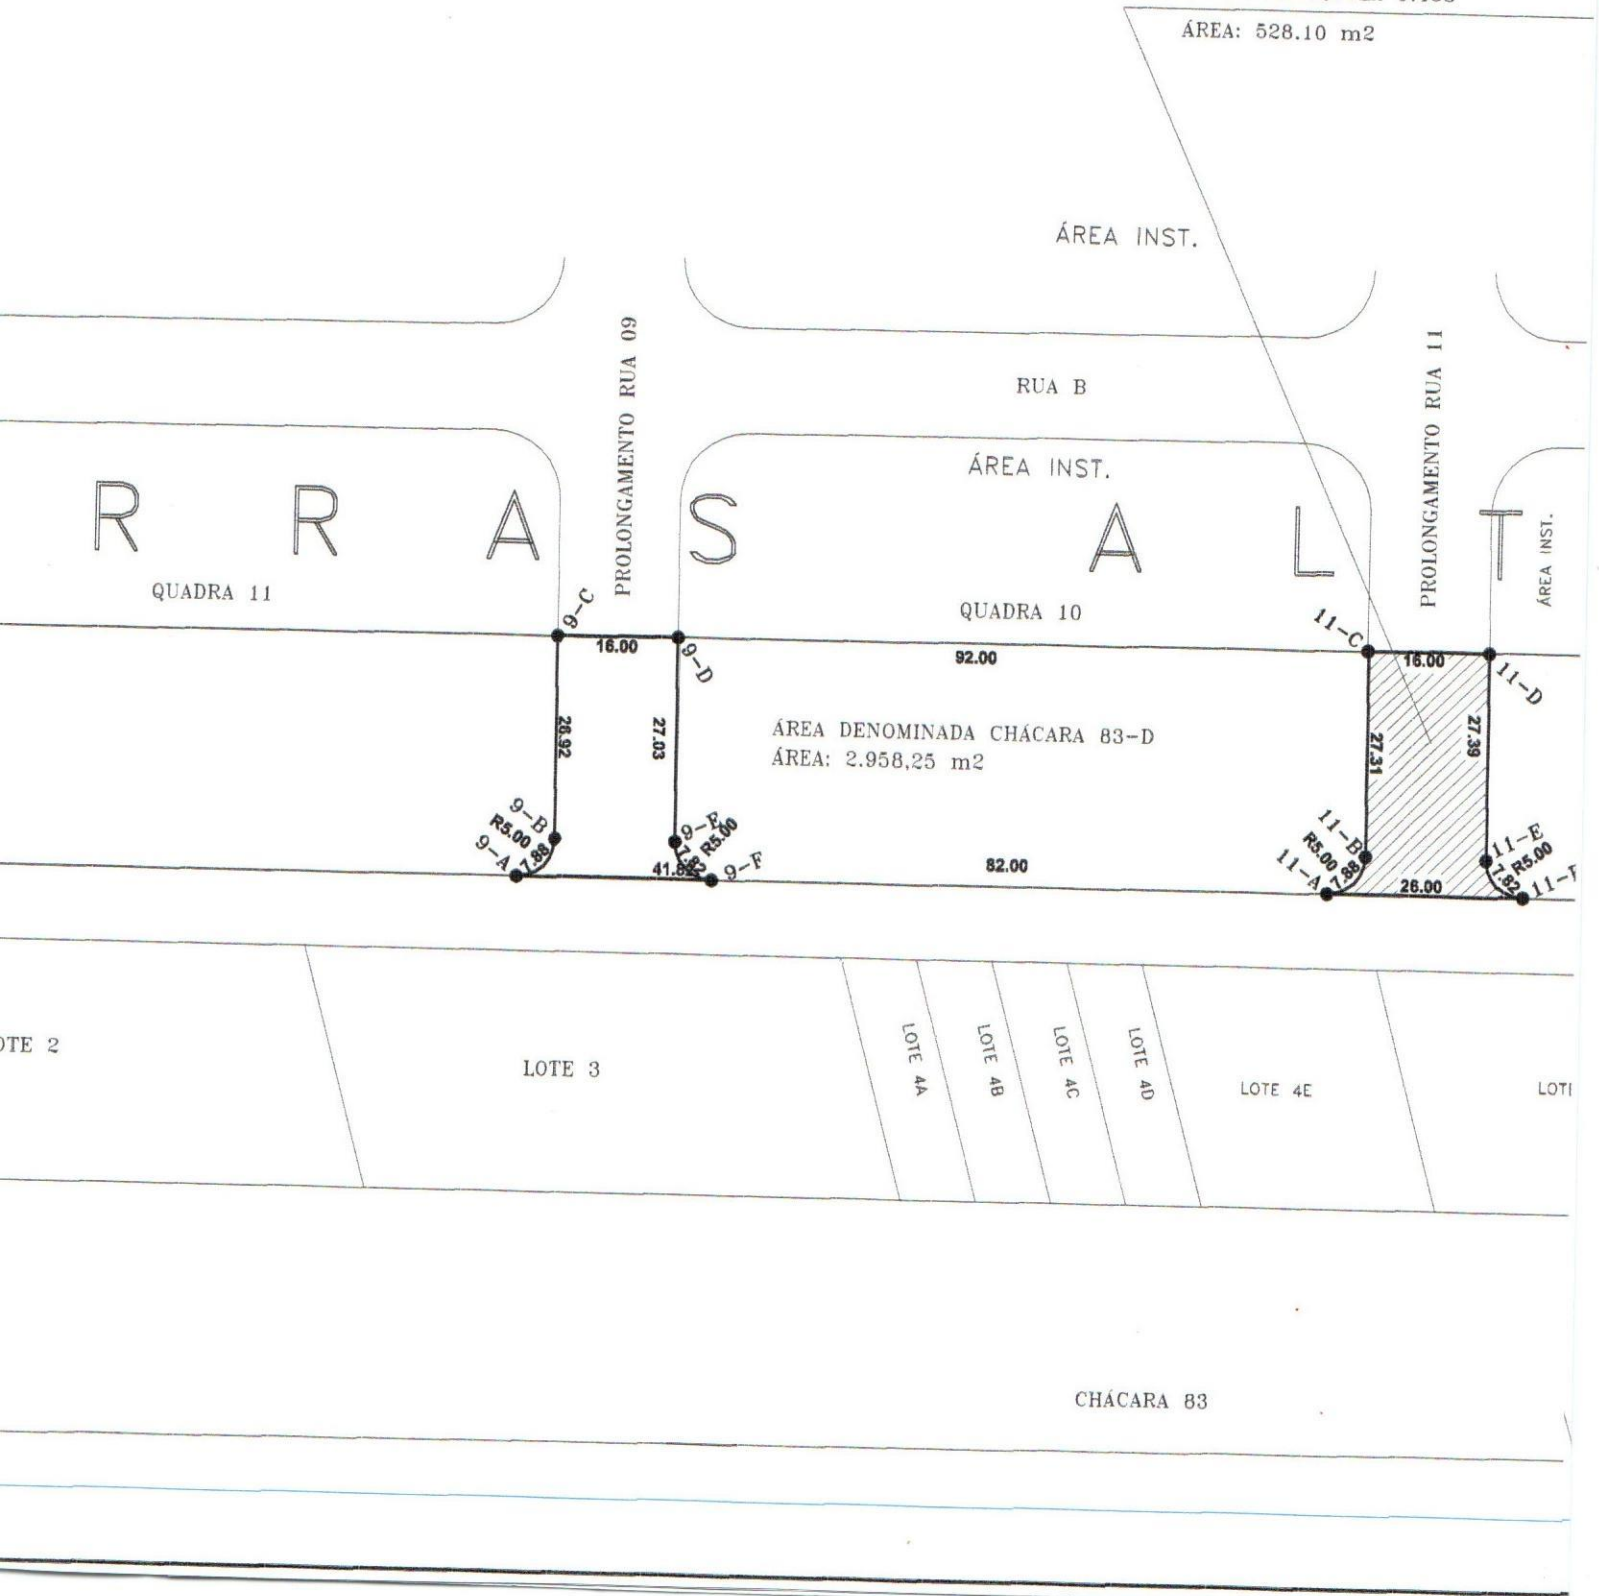 ÁREA: 528.10 m2
ÁREA INST.
PROLONGAMENTO RUA 09
RUA B
PROLONGAMENTO RUA 11
ÁREA INST.
R R A S A L T
ÁREA INST.
QUADRA 11
QUADRA 10
9-C
16.00
9-D
92.00
11-C
16.00
11-D
26.92
27.03
ÁREA DENOMINADA CHÁCARA 83-D
ÁREA: 2.958,25 m2
27.31
27.39
9-B
R5.00
9-A
7.88
9-E
R5.00
7.82
9-F
82.00
11-B
R5.00
11-A
7.88
26.00
11-E
R5.00
7.82
LOTE 3
LOTE 4A
LOTE 4B
LOTE 4C
LOTE 4D
LOTE 4E
CHÁCARA 83